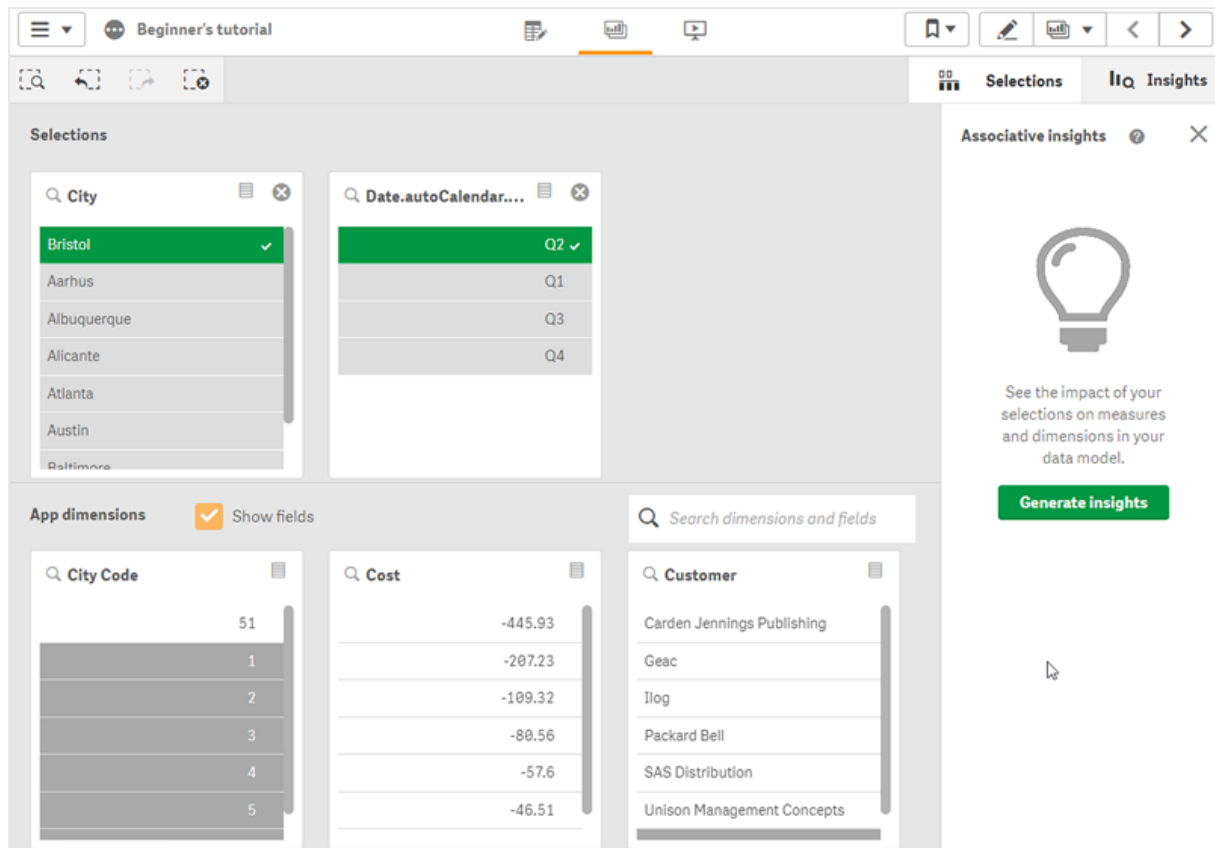 Beginner's tutorial
Selections
Insights
Selections
Associative insights
City
Date.autoCalendar....
Bristol
Aarhus
Albuquerque
Alicante
Atlanta
Austin
Baltimore
Q2
Q1
Q3
Q4
See the impact of your
selections on measures
and dimensions in your
data model.
Generate insights
App dimensions
Show fields
Search dimensions and fields
City Code
51
1
2
3
4
5
Cost
-445.93
-207.23
-109.32
-80.56
-57.6
-46.51
Customer
Carden Jennings Publishing
Geac
Ilog
Packard Bell
SAS Distribution
Unison Management Concepts